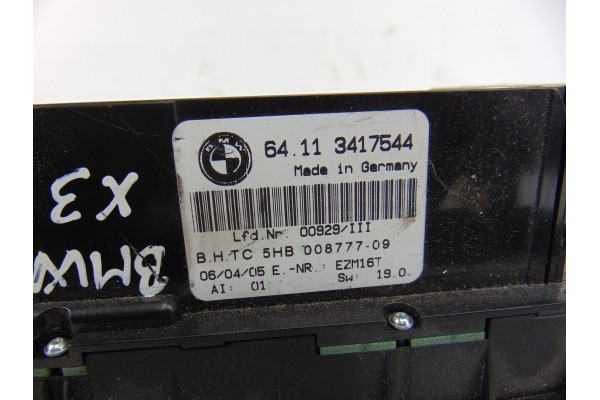 BMW
64.11 3417544
Made in Germany
Lfd.Nr. 00929/III
B.H.TC 5HB 008777-09
06/04/05 E.-NR.: EZM16T
AI: 01 Sw: 19.0
BMW
X3